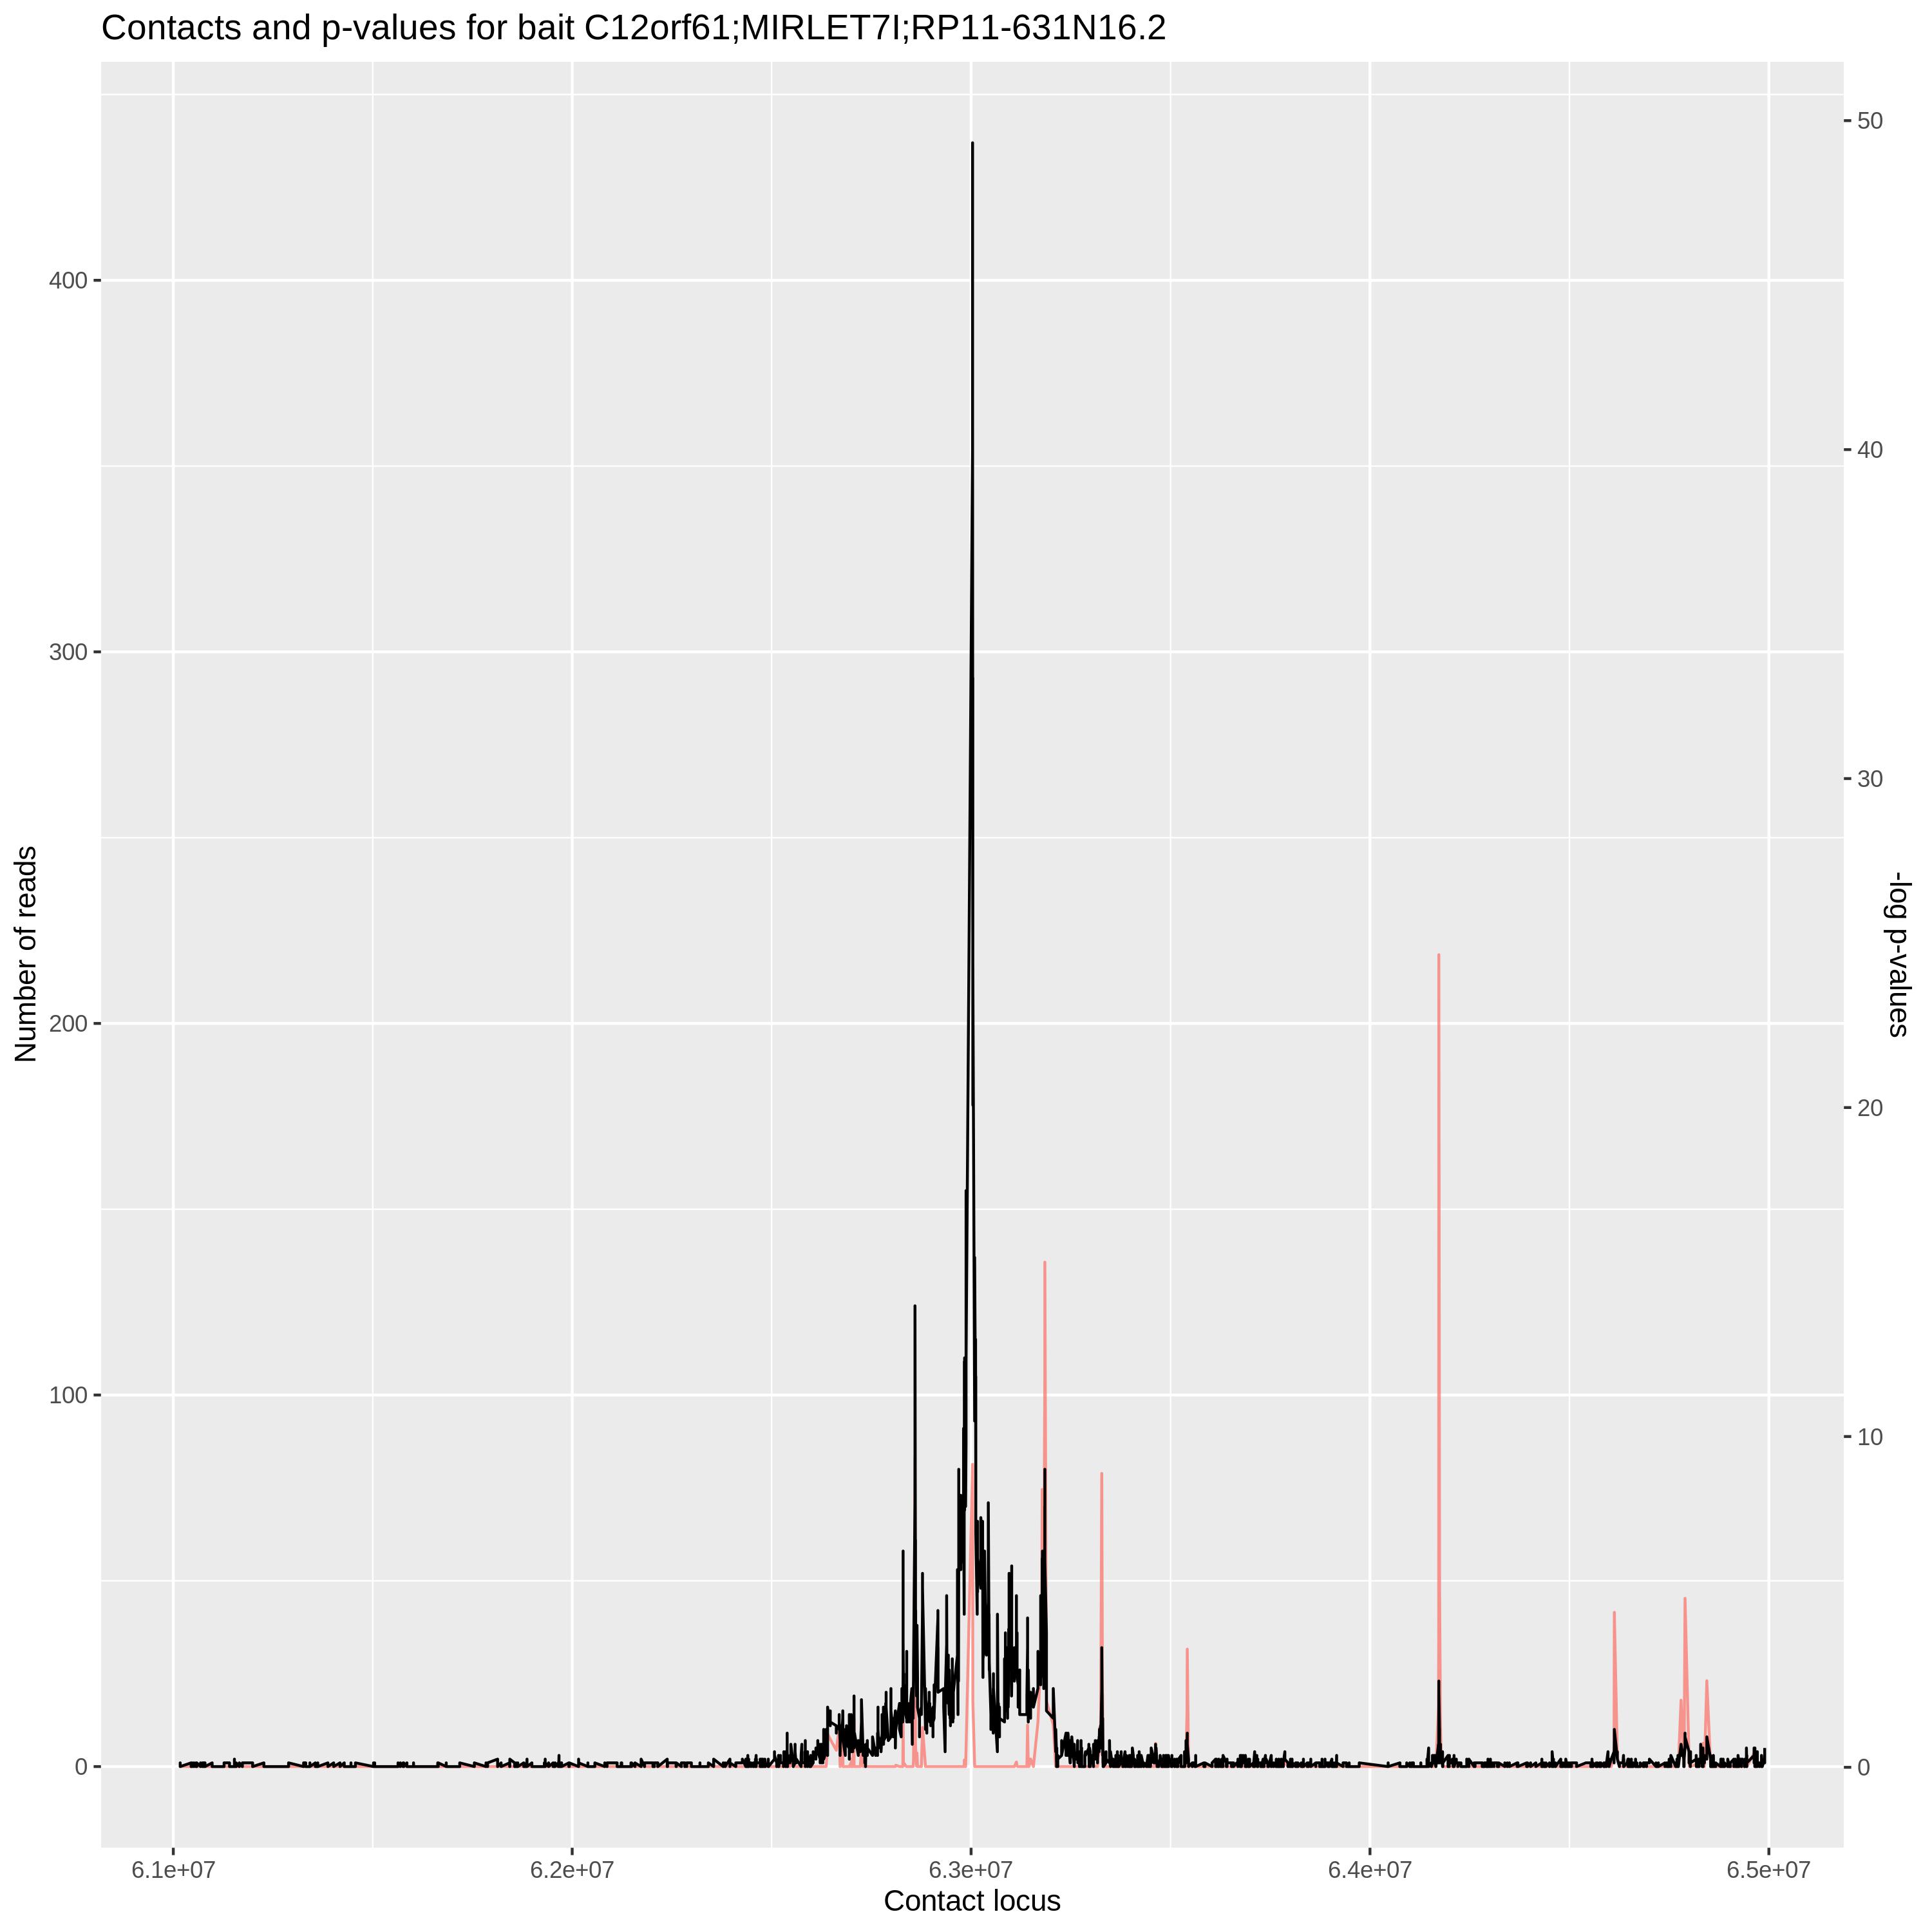 Contacts and p-values for bait C12orf61;MIRLET7I;RP11-631N16.2
Number of reads
400
300
200
100
0
50
40
30
20
10
0
-log p-values
6.1e+07
6.2e+07
6.3e+07
6.4e+07
6.5e+07
Contact locus